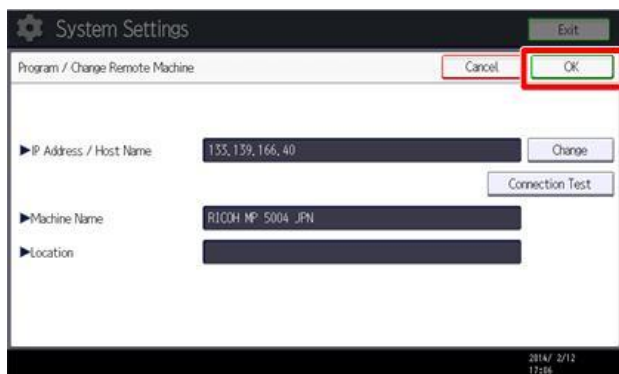 System Settings
Exit
Program / Change Remote Machine
Cancel
OK
▶IP Address / Host Name
133,139,166,40
Change
Connection Test
▶Machine Name
RICOH MP 5004 JPN
▶Location
2014/ 2/12
17:06